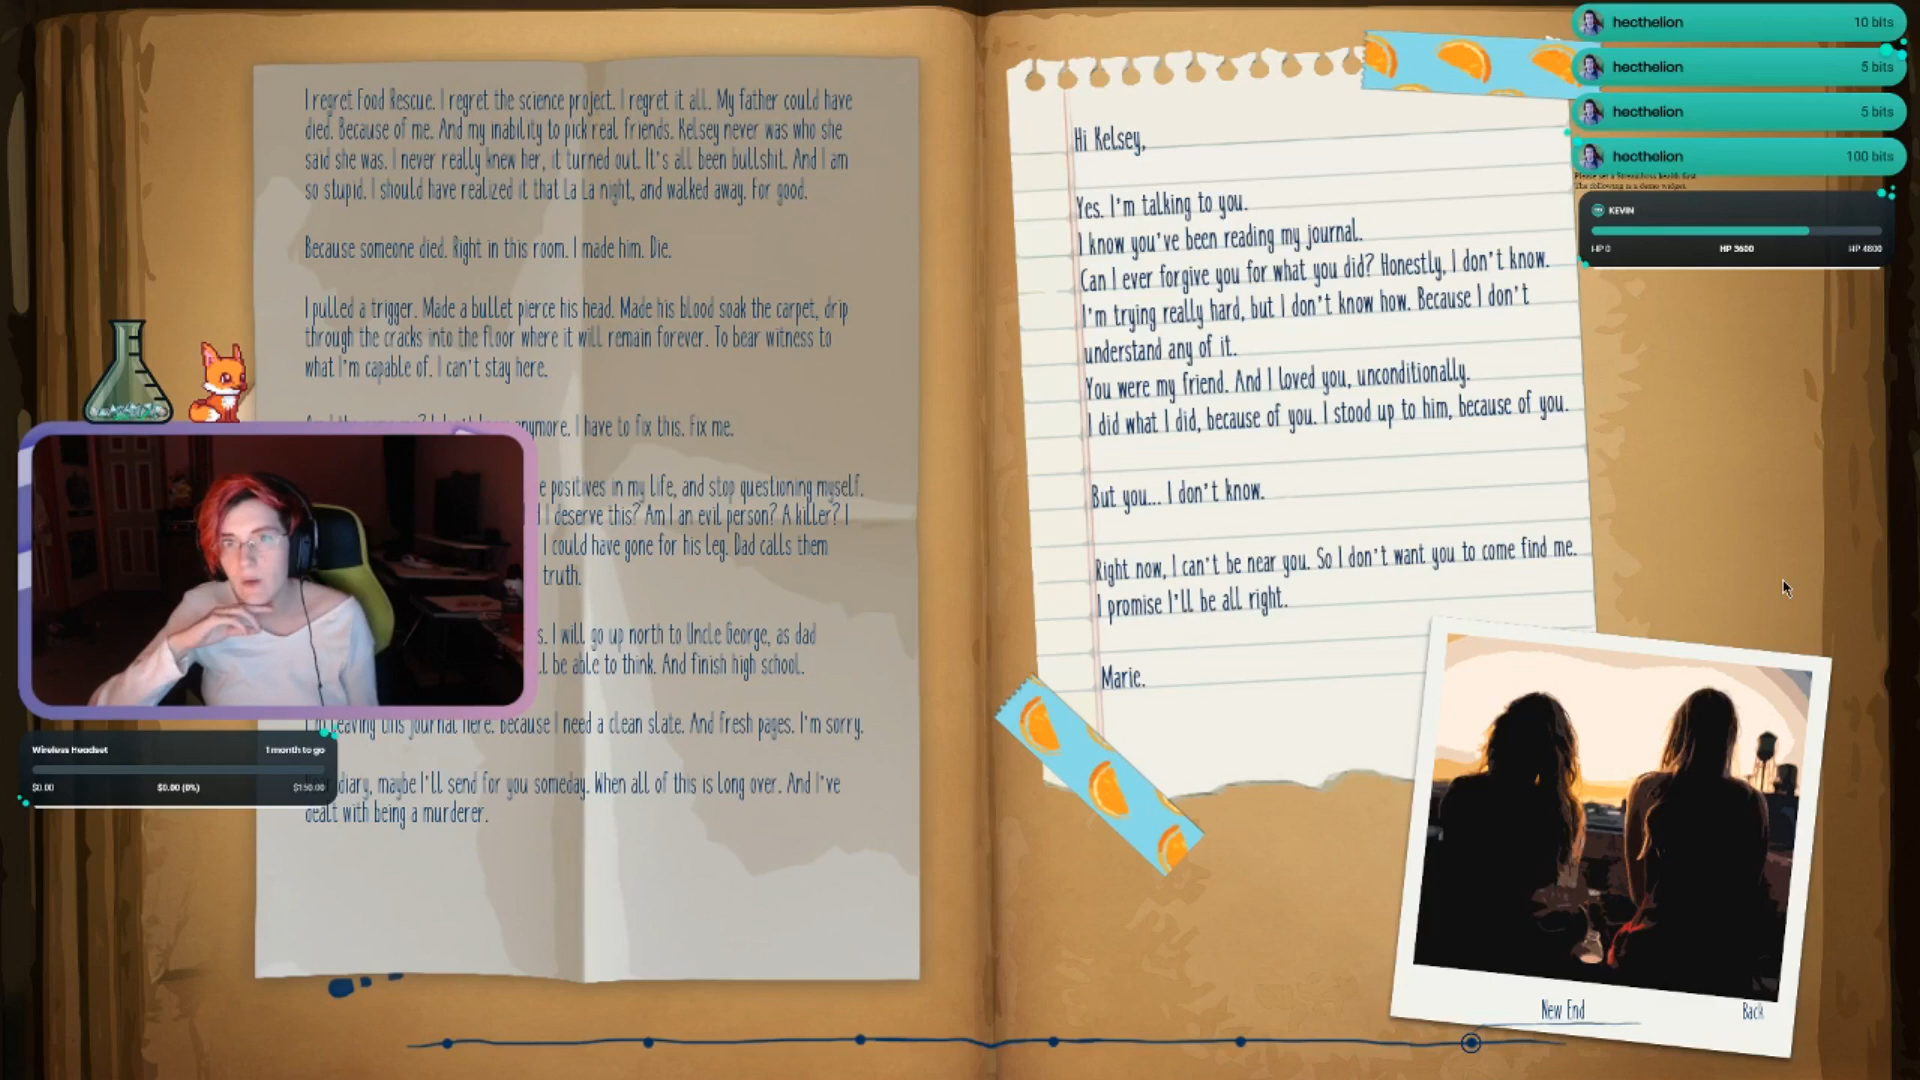 I regret Food Rescue. I regret the science project. I regret it all. My father could have
died. Because of me. And my inability to pick real friends. Kelsey never was who she
said she was. I never really knew her, it turned out. It's all been bullshit. And I am
so stupid. I should have realized it that La La night, and walked away. For good.
Because someone died. Right in this room. I made him. Die.
I pulled a trigger. Made a bullet pierce his head. Made his blood soak the carpet, drip
through the cracks into the floor where it will remain forever. To bear witness to
what I'm capable of. I can't stay here.
anymore. I have to fix this. Fix me.
e positives in my life, and stop questioning myself.
I deserve this? Am I an evil person? A killer? I
I could have gone for his leg. Dad calls them
truth.
s. I will go up north to Uncle George, as dad
ll be able to think. And finish high school.
I'm leaving this journal here. Because I need a clean slate. And fresh pages. I'm sorry.
diary, maybe I'll send for you someday. When all of this is long over. And I've
dealt with being a murderer.
Wireless Headset 1 month to go
$0.00 $0.00 (0%) $150.00
Hi Kelsey,
Yes. I'm talking to you.
I know you've been reading my journal.
Can I ever forgive you for what you did? Honestly, I don't know.
I'm trying really hard, but I don't know how. Because I don't
understand any of it.
You were my friend. And I loved you, unconditionally.
I did what I did, because of you. I stood up to him, because of you.
But you... I don't know.
Right now, I can't be near you. So I don't want you to come find me.
I promise I'll be all right.
Marie.
New End
Back
hecthelion 10 bits
hecthelion 5 bits
hecthelion 5 bits
hecthelion 100 bits
The following is a demo widget.
KEVIN
HP 0 HP 3600 HP 4800